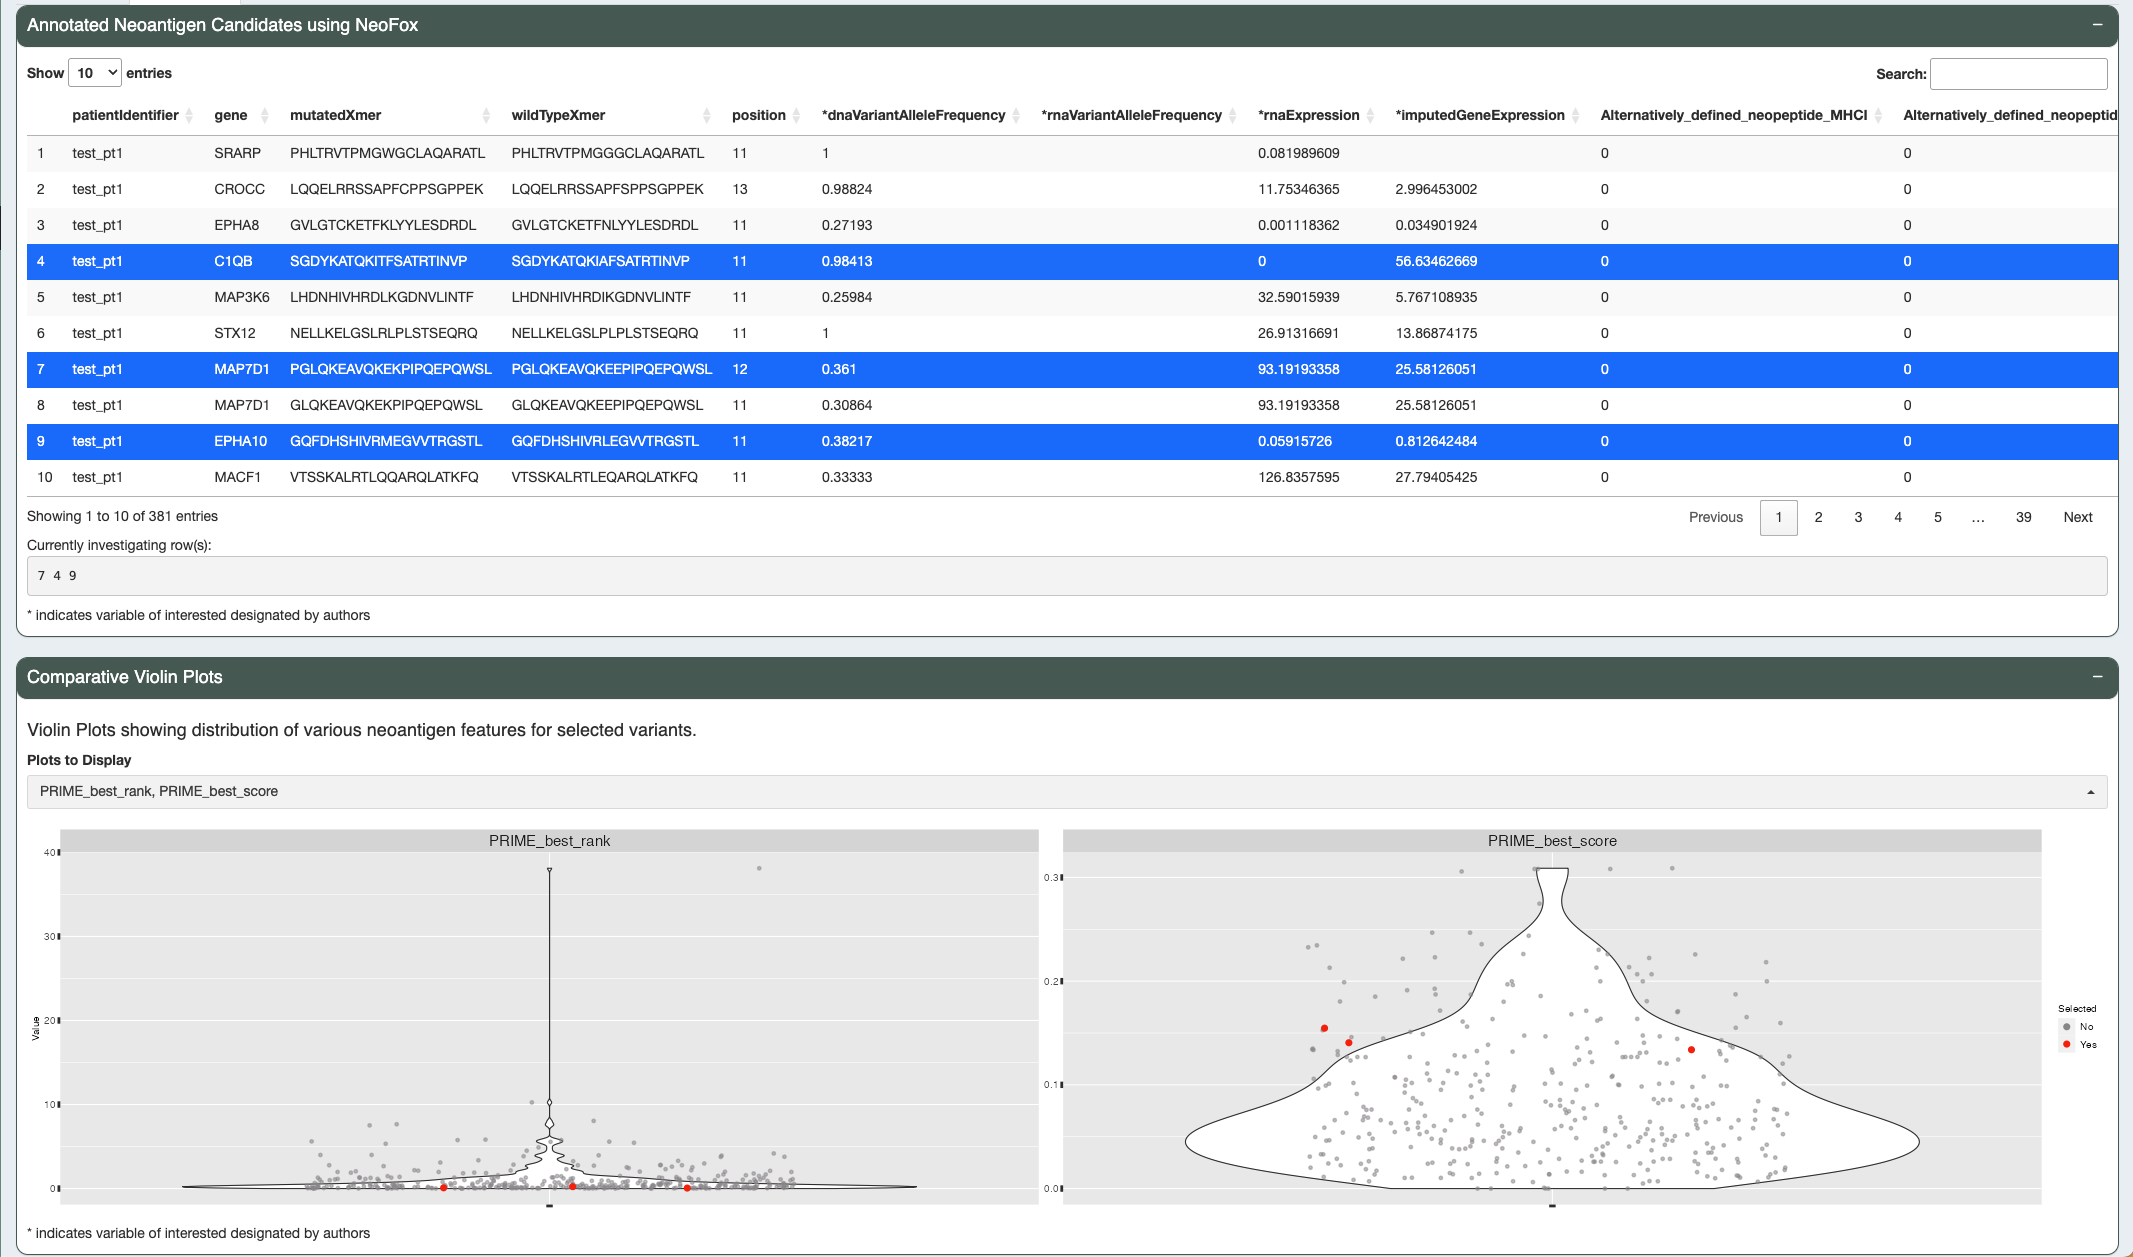 Annotated Neoantigen Candidates using NeoFox
Show 10 entries Search:
patientIdentifier gene mutatedXmer wildTypeXmer position *dnaVariantAlleleFrequency *rnaVariantAlleleFrequency *rnaExpression *imputedGeneExpression Alternatively_defined_neopeptide_MHCI Alternatively_defined_neopeptid
1 test_pt1 SRARP PHLTRVTPMGWGCLAQARATL PHLTRVTPMGGGCLAQARATL 11 1 0.081989609 0 0
2 test_pt1 CROCC LQQELRRSSAPFCPPSGPPEK LQQELRRSSAPFSPPSGPPEK 13 0.98824 11.75346365 2.996453002 0 0
3 test_pt1 EPHA8 GVLGTCKETFKLYYLESDRDL GVLGTCKETFNLYYLESDRDL 11 0.27193 0.001118362 0.034901924 0 0
4 test_pt1 C1QB SGDYKATQKITFSATRTINVP SGDYKATQKIAFSATRTINVP 11 0.98413 0 56.63462669 0 0
5 test_pt1 MAP3K6 LHDNHIVHRDLKGDNVLINTF LHDNHIVHRDIKGDNVLINTF 11 0.25984 32.59015939 5.767108935 0 0
6 test_pt1 STX12 NELLKELGSLRLPLSTSEQRQ NELLKELGSLPLPLSTSEQRQ 11 1 26.91316691 13.86874175 0 0
7 test_pt1 MAP7D1 PGLQKEAVQKEKPIPQEPQWSL PGLQKEAVQKEEPIPQEPQWSL 12 0.361 93.19193358 25.58126051 0 0
8 test_pt1 MAP7D1 GLQKEAVQKEKPIPQEPQWSL GLQKEAVQKEEPIPQEPQWSL 11 0.30864 93.19193358 25.58126051 0 0
9 test_pt1 EPHA10 GQFDHSHIVRMEGVVTRGSTL GQFDHSHIVRLEGVVTRGSTL 11 0.38217 0.05915726 0.812642484 0 0
10 test_pt1 MACF1 VTSSKALRTLQQARQLATKFQ VTSSKALRTLEQARQLATKFQ 11 0.33333 126.8357595 27.79405425 0 0
Showing 1 to 10 of 381 entries Previous 1 2 3 4 5 … 39 Next
Currently investigating row(s):
7 4 9
* indicates variable of interested designated by authors
Comparative Violin Plots
Violin Plots showing distribution of various neoantigen features for selected variants.
Plots to Display
PRIME_best_rank, PRIME_best_score
PRIME_best_rank PRIME_best_score
40
30
20
10
0
Value
0.3
0.2
0.1
0.0
Selected
No
Yes
* indicates variable of interested designated by authors